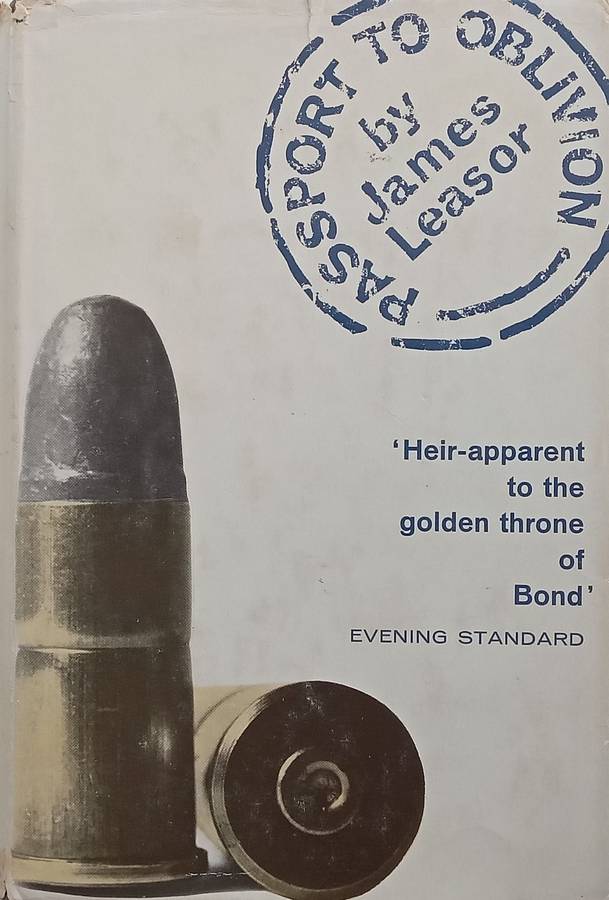 PASSPORT TO OBLIVION
by
James
Leasor
‘Heir-apparent
to the
golden throne
of
Bond’
EVENING STANDARD